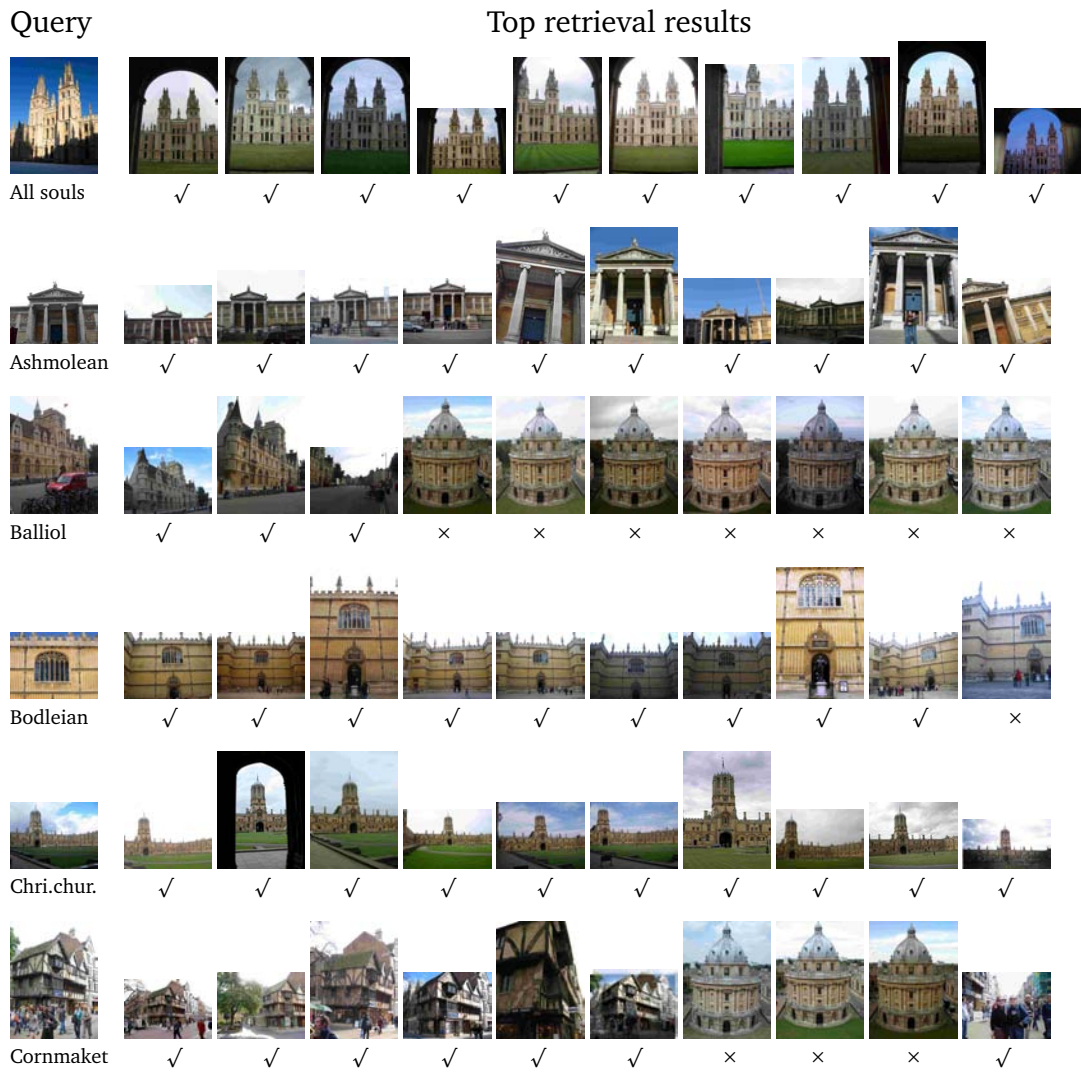 Query Top retrieval results
All souls
√ √ √ √ √ √ √ √ √ √
Ashmolean
√ √ √ √ √ √ √ √ √ √
Balliol
√ √ √ × × × × × × ×
Bodleian
√ √ √ √ √ √ √ √ √ ×
Chri.chur.
√ √ √ √ √ √ √ √ √ √
Cornmaket
√ √ √ √ √ √ × × × √